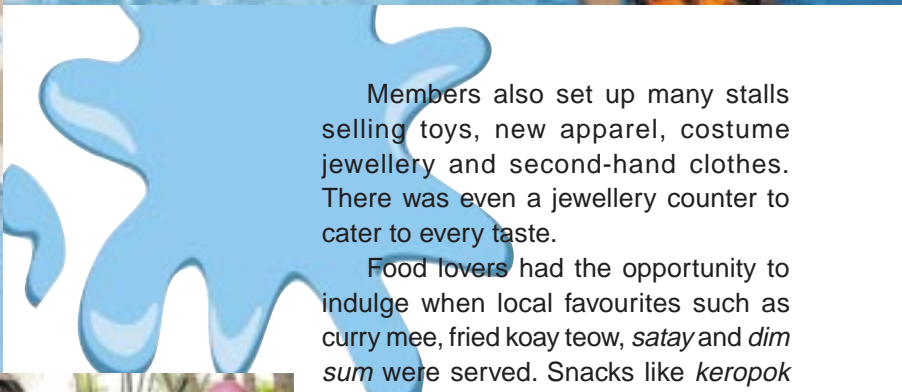 Members also set up many stalls
selling toys, new apparel, costume
jewellery and second-hand clothes.
There was even a jewellery counter to
cater to every taste.
Food lovers had the opportunity to
indulge when local favourites such as
curry mee, fried koay teow, satay and dim
sum were served. Snacks like keropok